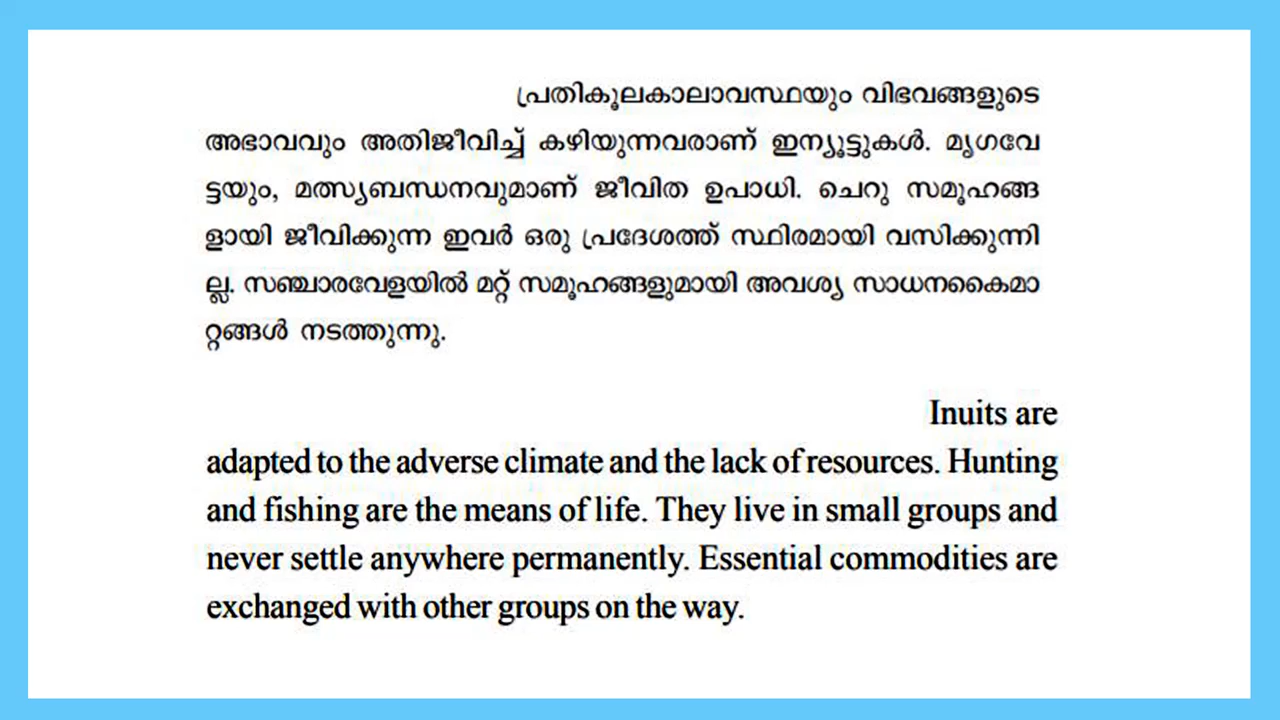 പ്രതികൂലകാലാവസ്ഥയും വിഭവങ്ങളുടെ
അഭാവവും അതിജീവിച്ച് കഴിയുന്നവരാണ് ഇന്യൂട്ടുകൾ. മൃഗവേ
ട്ടയും, മത്സ്യബന്ധനവുമാണ് ജീവിത ഉപാധി. ചെറു സമൂഹങ്ങ
ളായി ജീവിക്കുന്ന ഇവർ ഒരു പ്രദേശത്ത് സ്ഥിരമായി വസിക്കുന്നി
ല്ല. സഞ്ചാരവേളയിൽ മറ്റ് സമൂഹങ്ങളുമായി അവശ്യ സാധനകൈമാ
റ്റങ്ങൾ നടത്തുന്നു.
Inuits are
adapted to the adverse climate and the lack of resources. Hunting
and fishing are the means of life. They live in small groups and
never settle anywhere permanently. Essential commodities are
exchanged with other groups on the way.